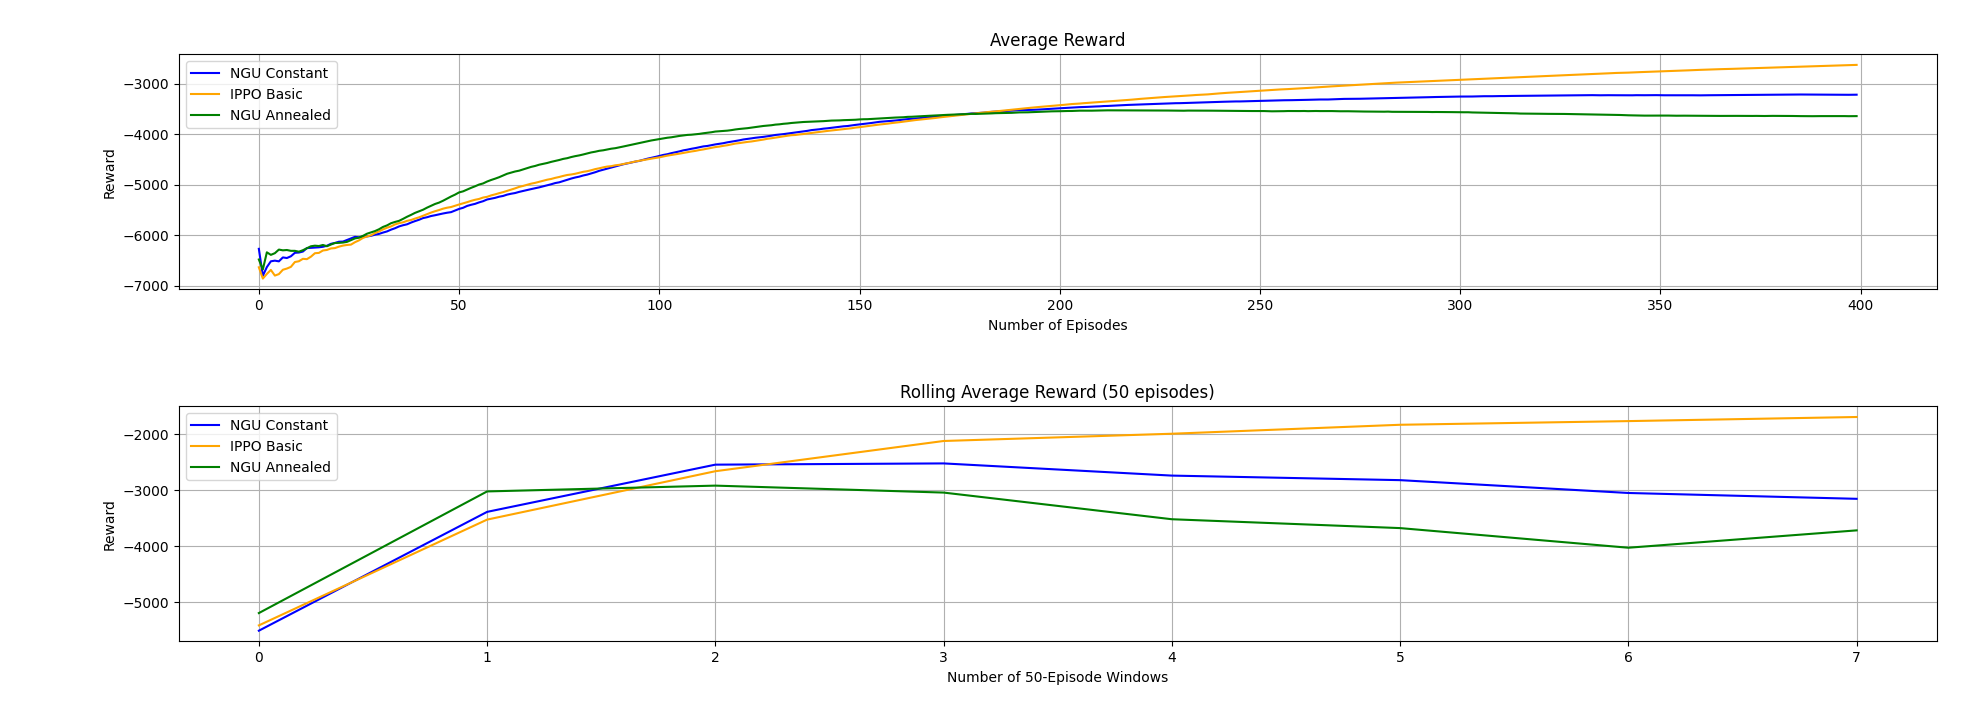 Average Reward
NGU Constant
IPPO Basic
NGU Annealed
Reward
−3000
−4000
−5000
−6000
−7000
0 50 100 150 200 250 300 350 400
Number of Episodes
Rolling Average Reward (50 episodes)
NGU Constant
IPPO Basic
NGU Annealed
Reward
−2000
−3000
−4000
−5000
0 1 2 3 4 5 6 7
Number of 50-Episode Windows